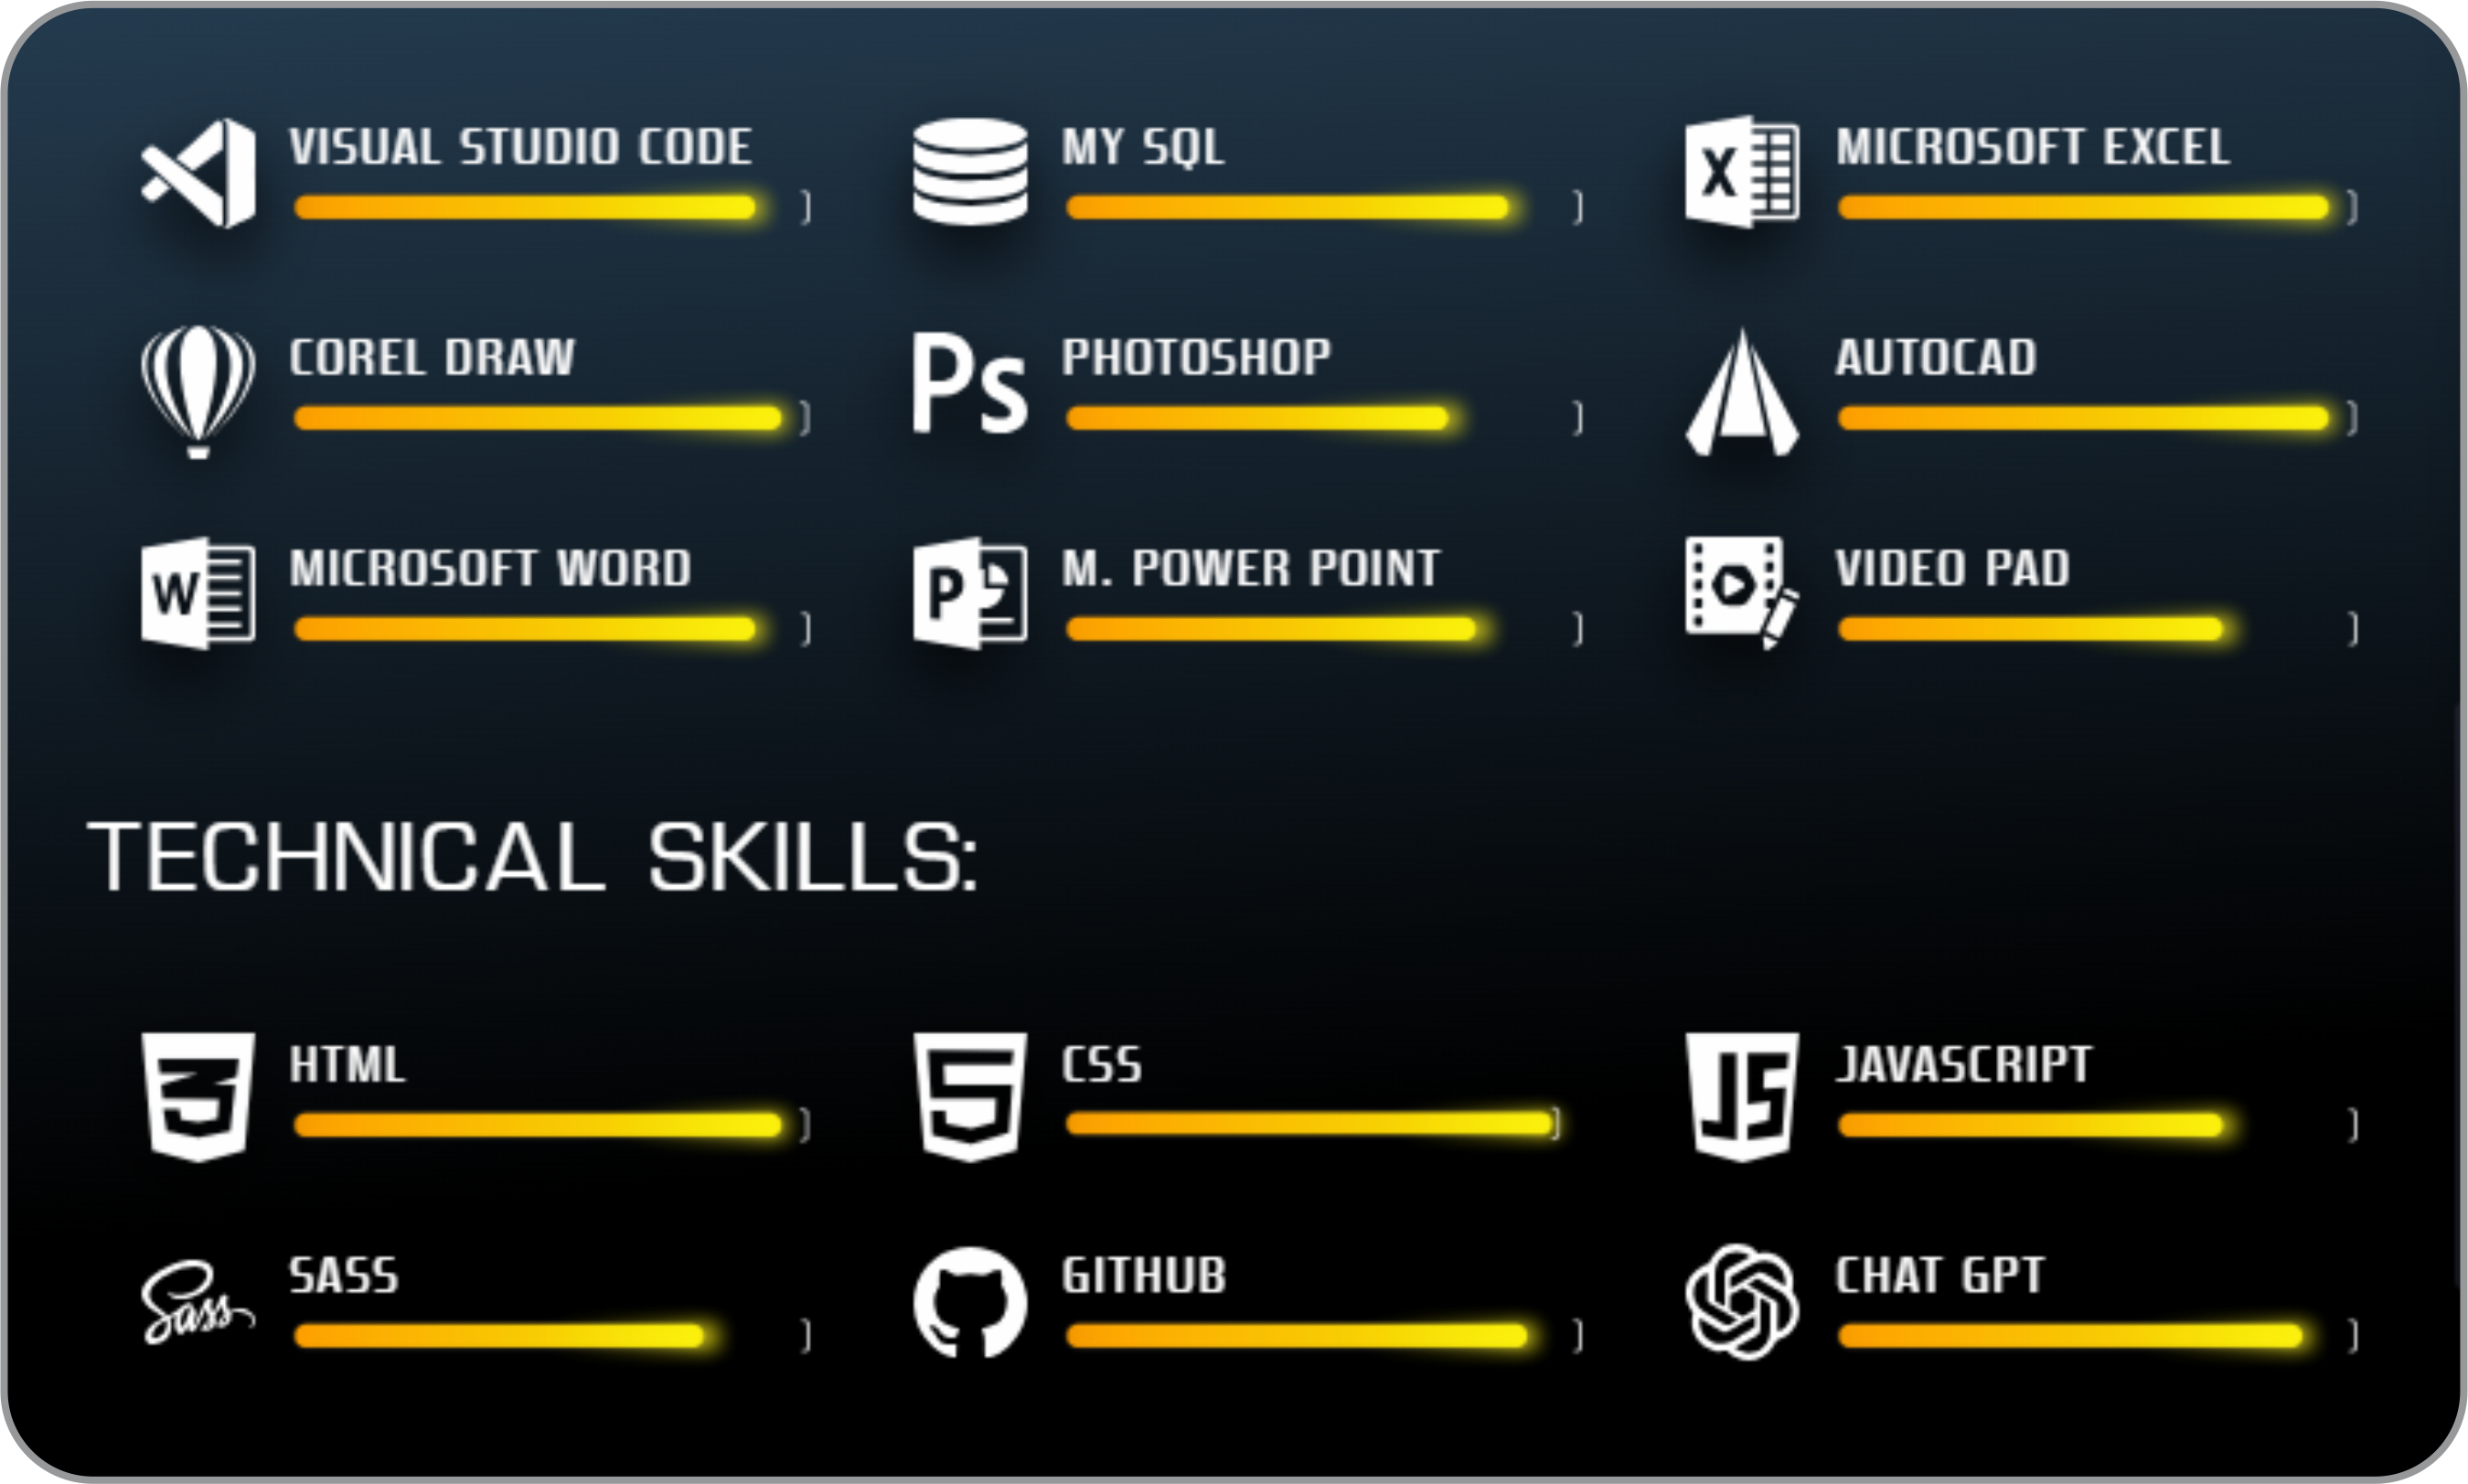 VISUAL STUDIO CODE
MY SQL
MICROSOFT EXCEL
X
COREL DRAW
Ps
PHOTOSHOP
AUTOCAD
W
MICROSOFT WORD
P
M. POWER POINT
VIDEO PAD
TECHNICAL SKILLS:
HTML
CSS
JS
JAVASCRIPT
Sass
SASS
GITHUB
CHAT GPT